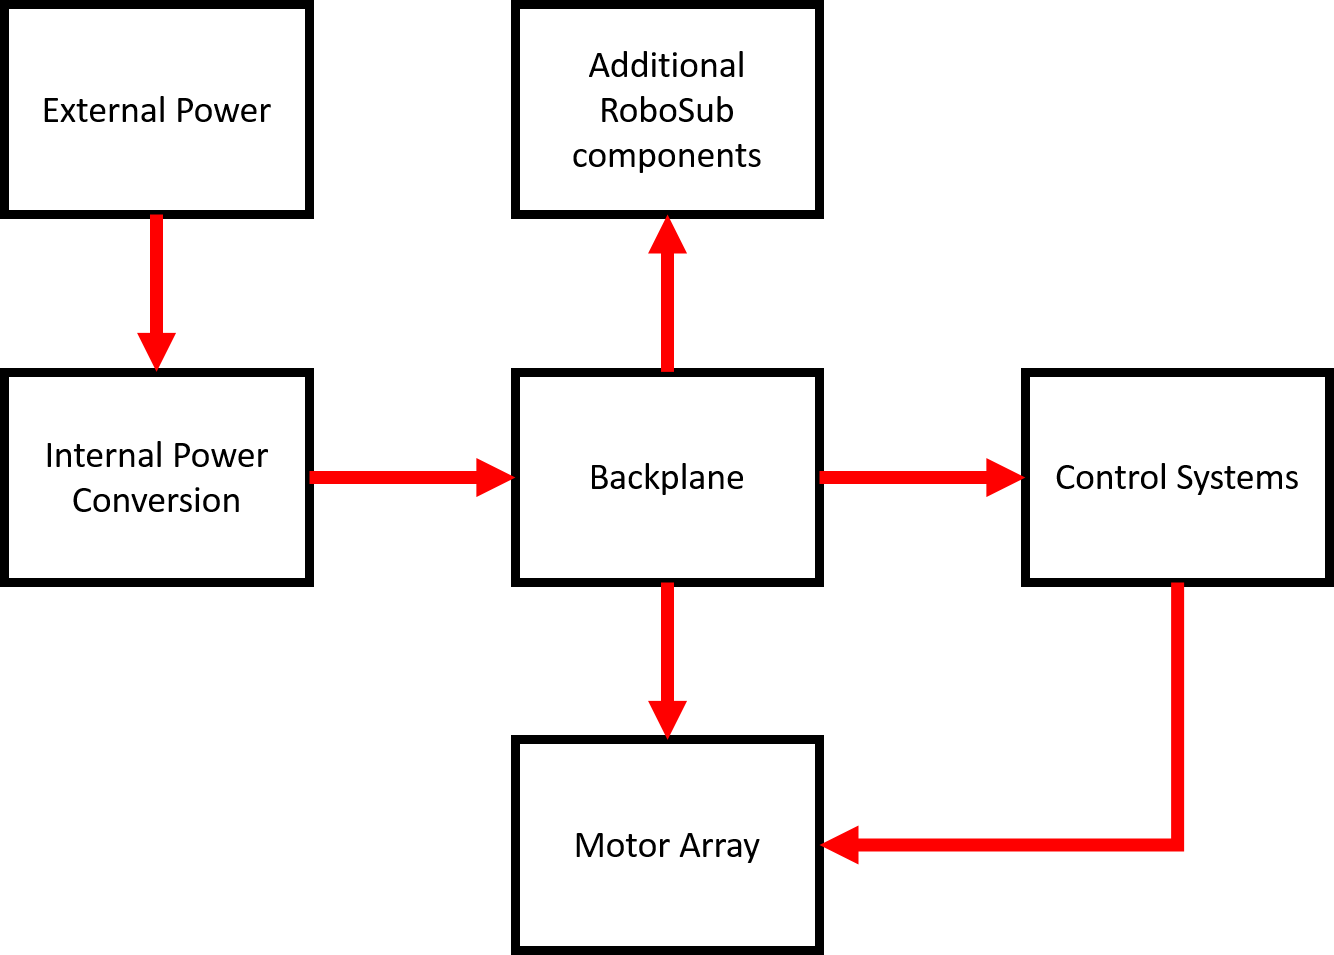 External Power
Additional
RoboSub
components
Internal Power
Conversion
Backplane
Control Systems
Motor Array